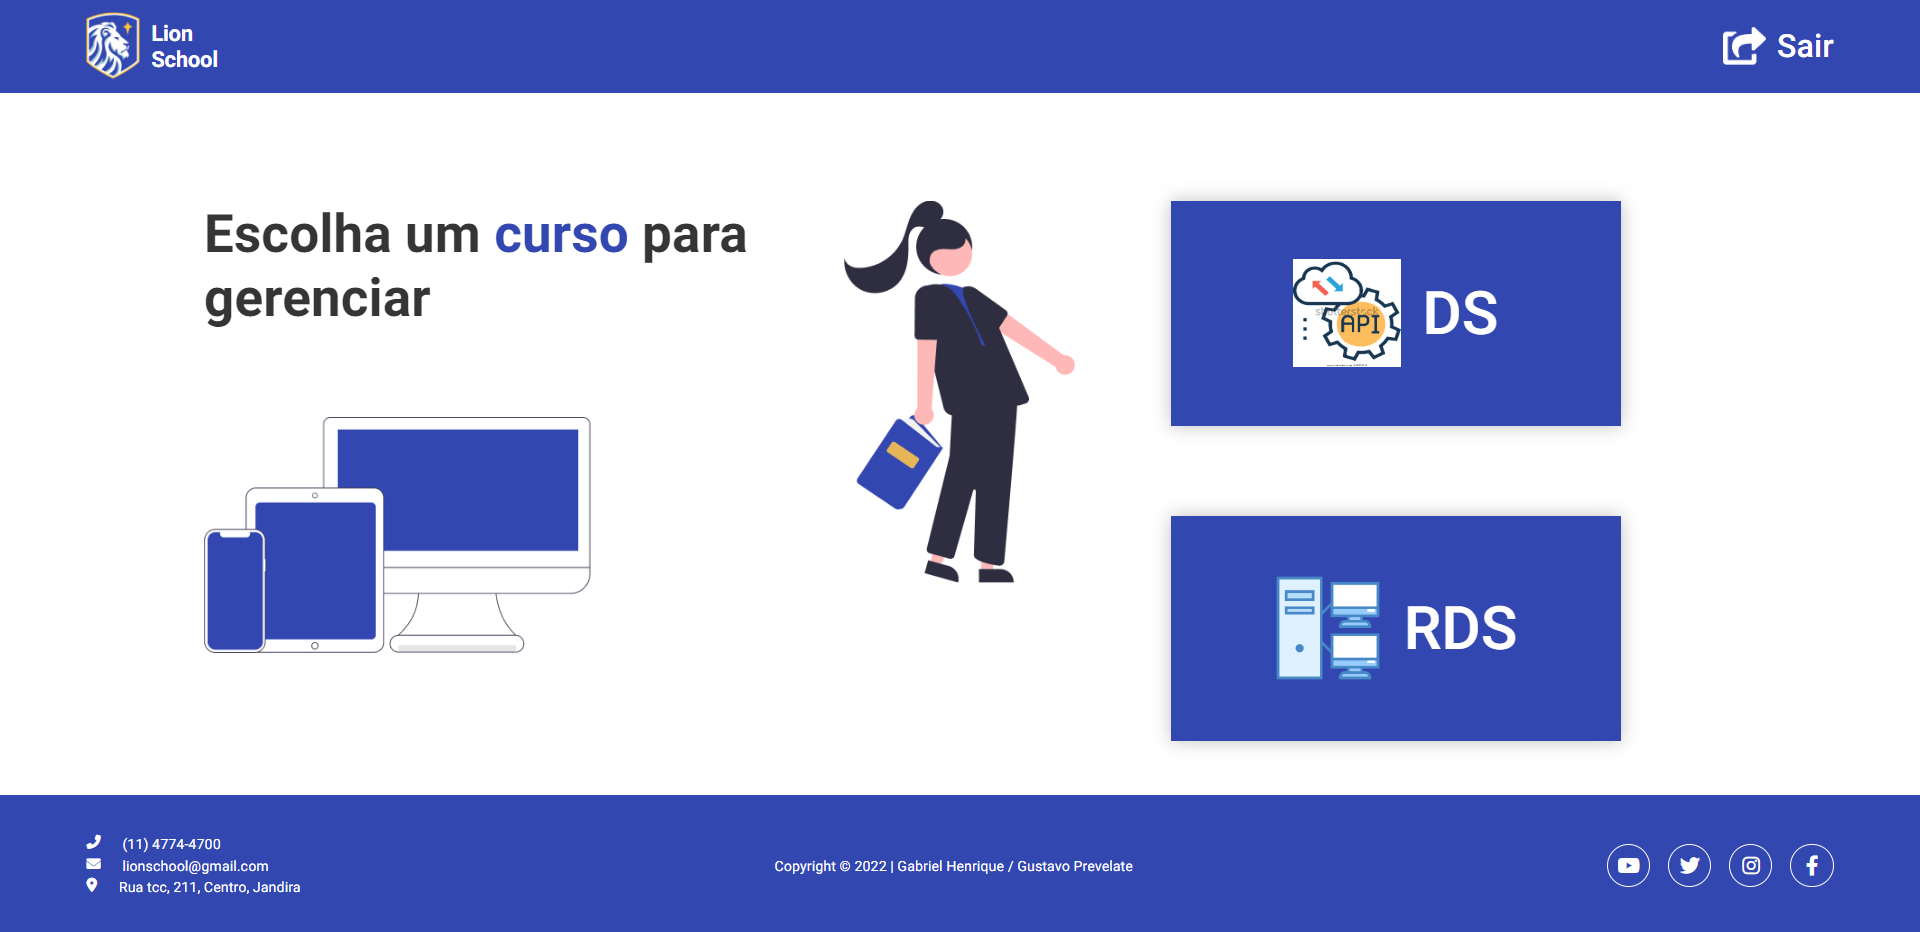 Lion
School
Sair
Escolha um curso para
gerenciar
shutterstock
API
DS
RDS
(11) 4774-4700
lionschool@gmail.com
Rua tcc, 211, Centro, Jandira
Copyright © 2022 | Gabriel Henrique / Gustavo Prevelate